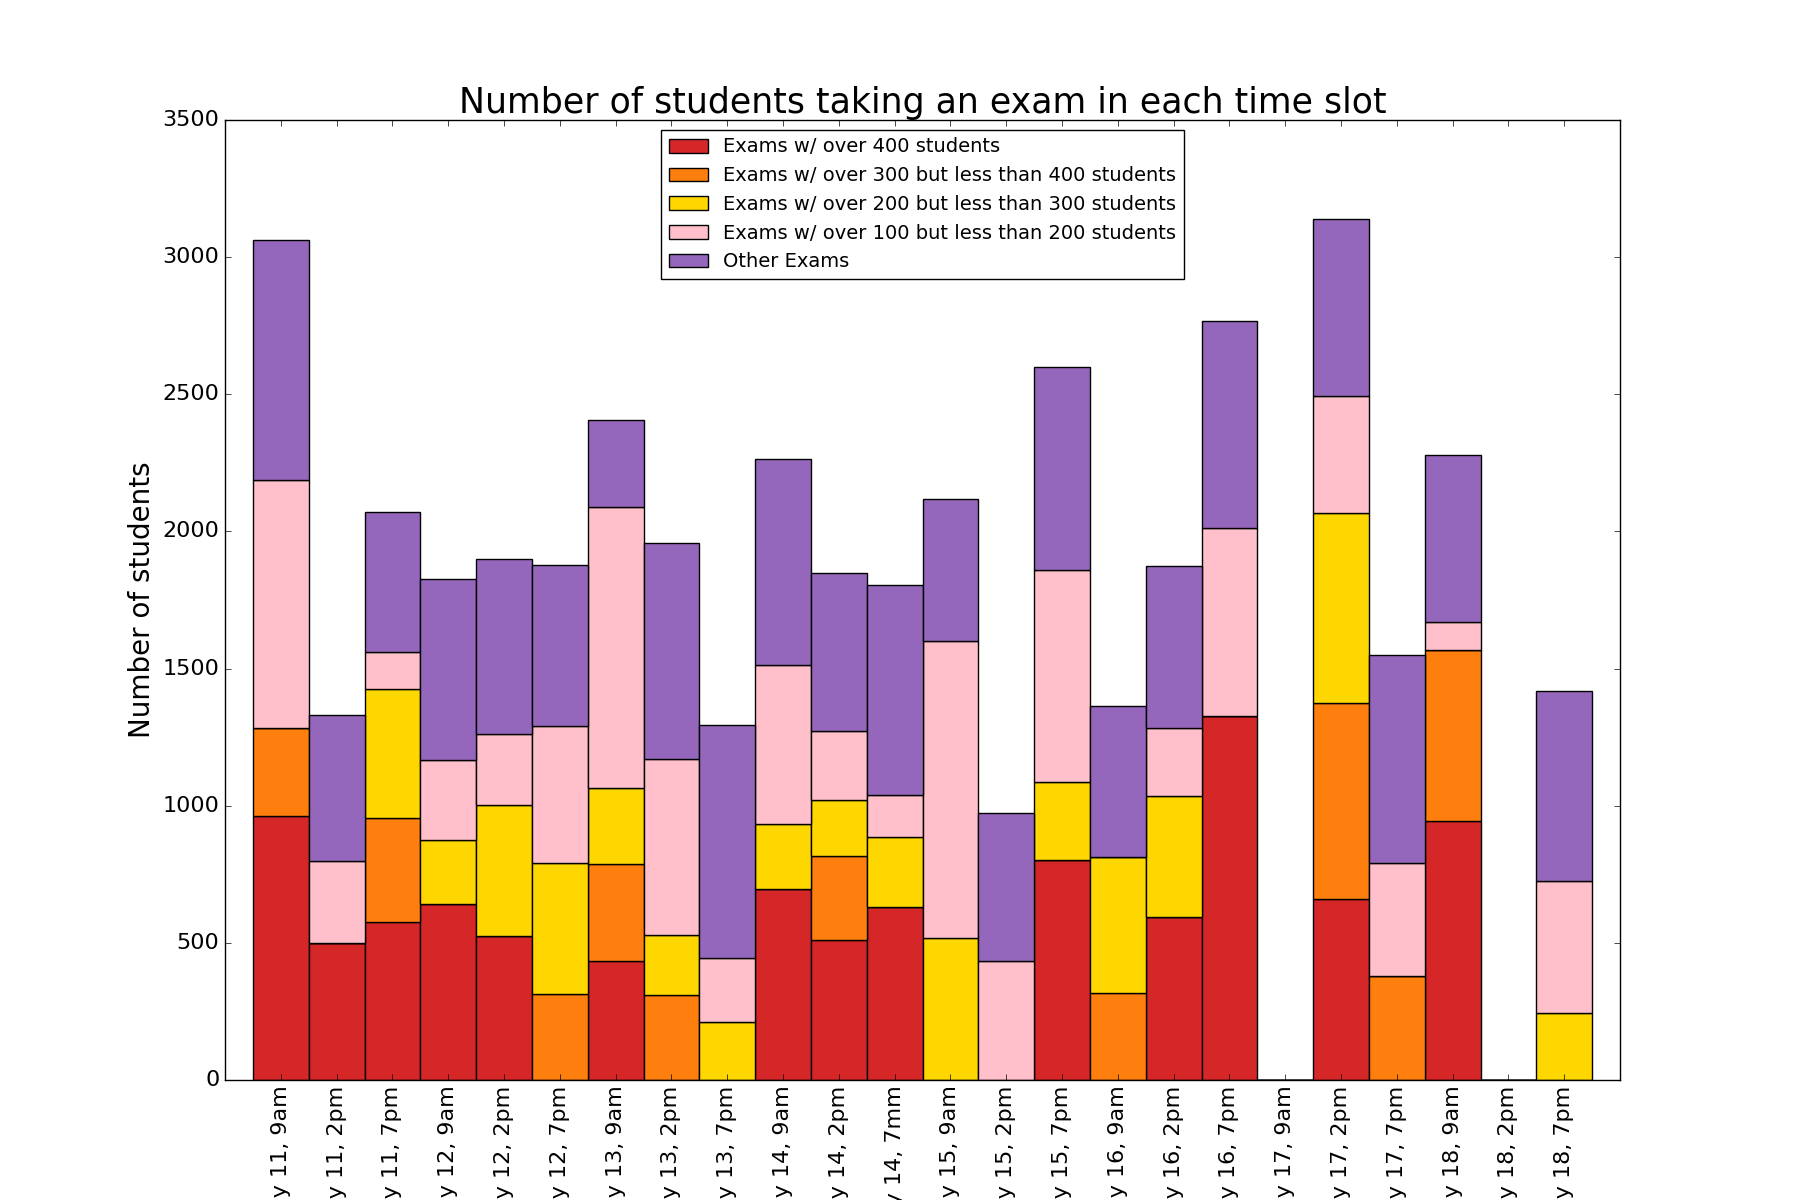 Number of students taking an exam in each time slot
Exams w/ over 400 students
Exams w/ over 300 but less than 400 students
Exams w/ over 200 but less than 300 students
Exams w/ over 100 but less than 200 students
Other Exams
Number of students
3500
3000
2500
2000
1500
1000
500
0
y 11, 9am
y 11, 2pm
y 11, 7pm
y 12, 9am
y 12, 2pm
y 12, 7pm
y 13, 9am
y 13, 2pm
y 13, 7pm
y 14, 9am
y 14, 2pm
y 14, 7mm
y 15, 9am
y 15, 2pm
y 15, 7pm
y 16, 9am
y 16, 2pm
y 16, 7pm
y 17, 9am
y 17, 2pm
y 17, 7pm
y 18, 9am
y 18, 2pm
y 18, 7pm